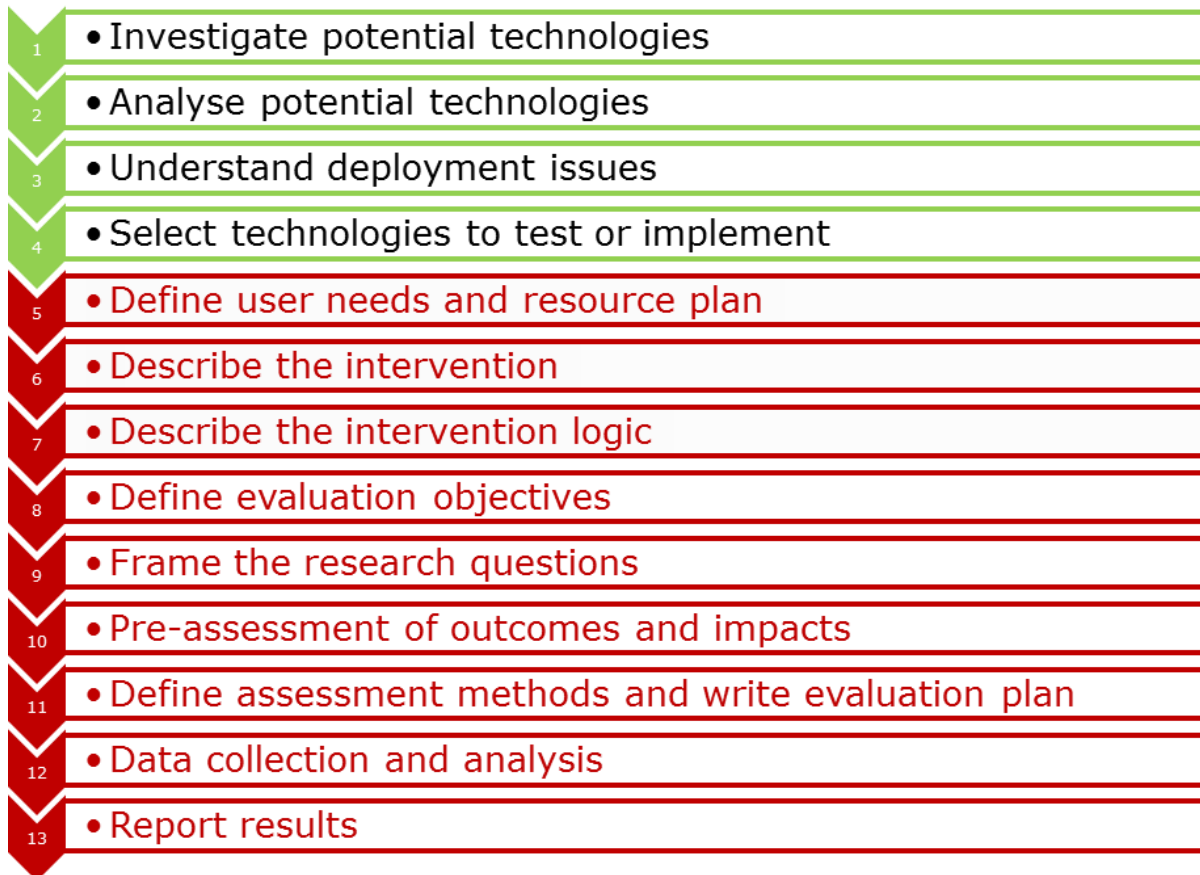 1 • Investigate potential technologies
2 • Analyse potential technologies
3 • Understand deployment issues
4 • Select technologies to test or implement
5 • Define user needs and resource plan
6 • Describe the intervention
7 • Describe the intervention logic
8 • Define evaluation objectives
9 • Frame the research questions
10 • Pre-assessment of outcomes and impacts
11 • Define assessment methods and write evaluation plan
12 • Data collection and analysis
13 • Report results